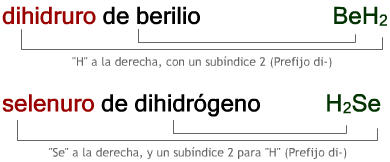 dihidruro de berilio BeH₂
"H" a la derecha, con un subíndice 2 (Prefijo di-)
selenuro de dihidrógeno H₂Se
"Se" a la derecha, y un subíndice 2 para "H" (Prefijo di-)